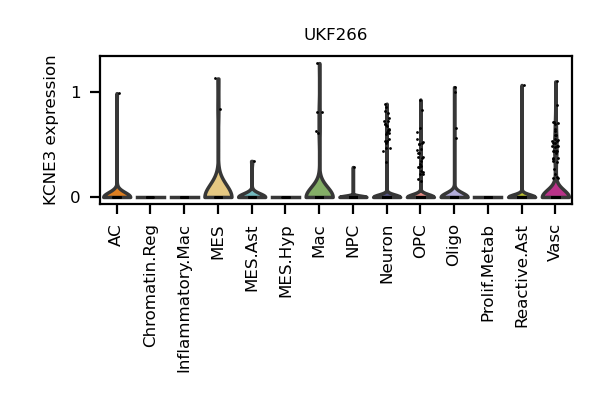 UKF266
KCNE3 expression
1
0
AC
Chromatin.Reg
Inflammatory.Mac
MES
MES.Ast
MES.Hyp
Mac
NPC
Neuron
OPC
Oligo
Prolif.Metab
Reactive.Ast
Vasc